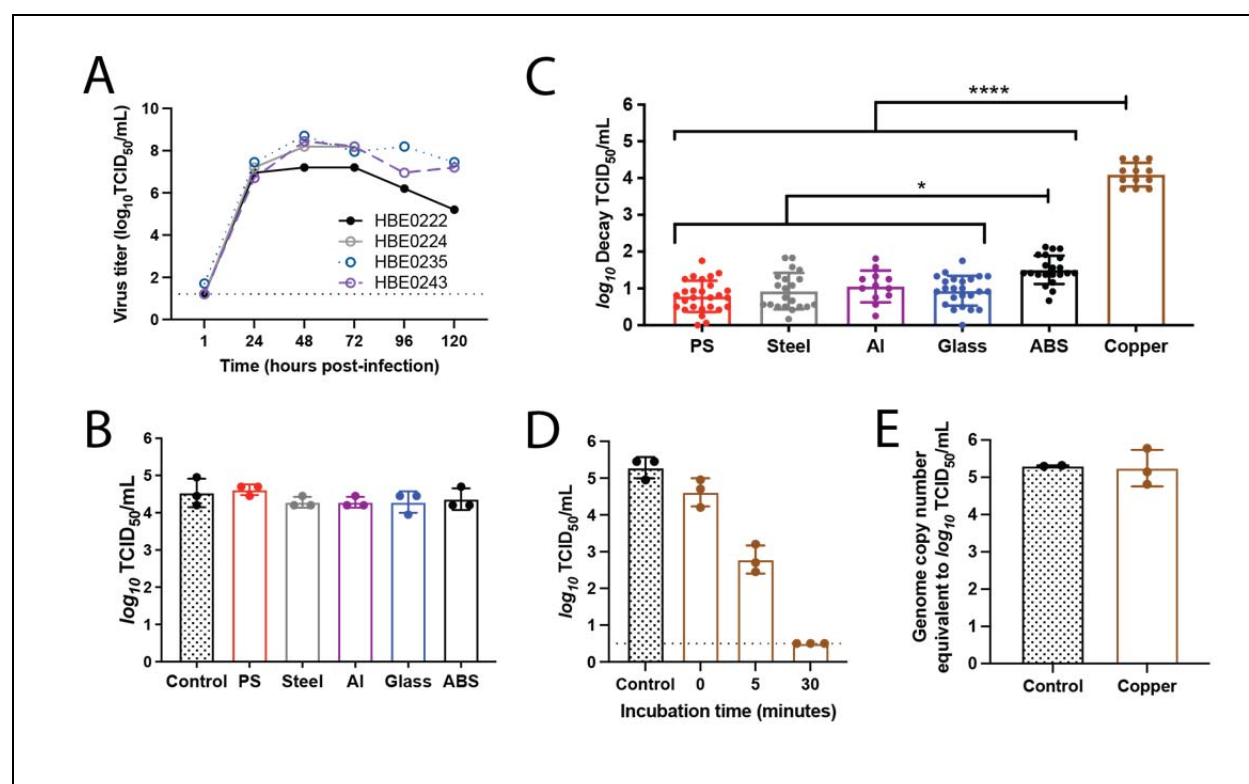 A
Virus titer (log10TCID50/mL)
10
8
6
4
2
0
HBE0222
HBE0224
HBE0235
HBE0243
1 24 48 72 96 120
Time (hours post-infection)
C
log10 Decay TCID50/mL
6
5
4
3
2
1
0
****
*
PS Steel Al Glass ABS Copper
B
log10 TCID50/mL
6
5
4
3
2
1
0
Control PS Steel Al Glass ABS
D
log10 TCID50/mL
6
5
4
3
2
1
0
Control 0 5 30
Incubation time (minutes)
E
Genome copy number
equivalent to log10 TCID50/mL
6
5
4
3
2
1
0
Control Copper